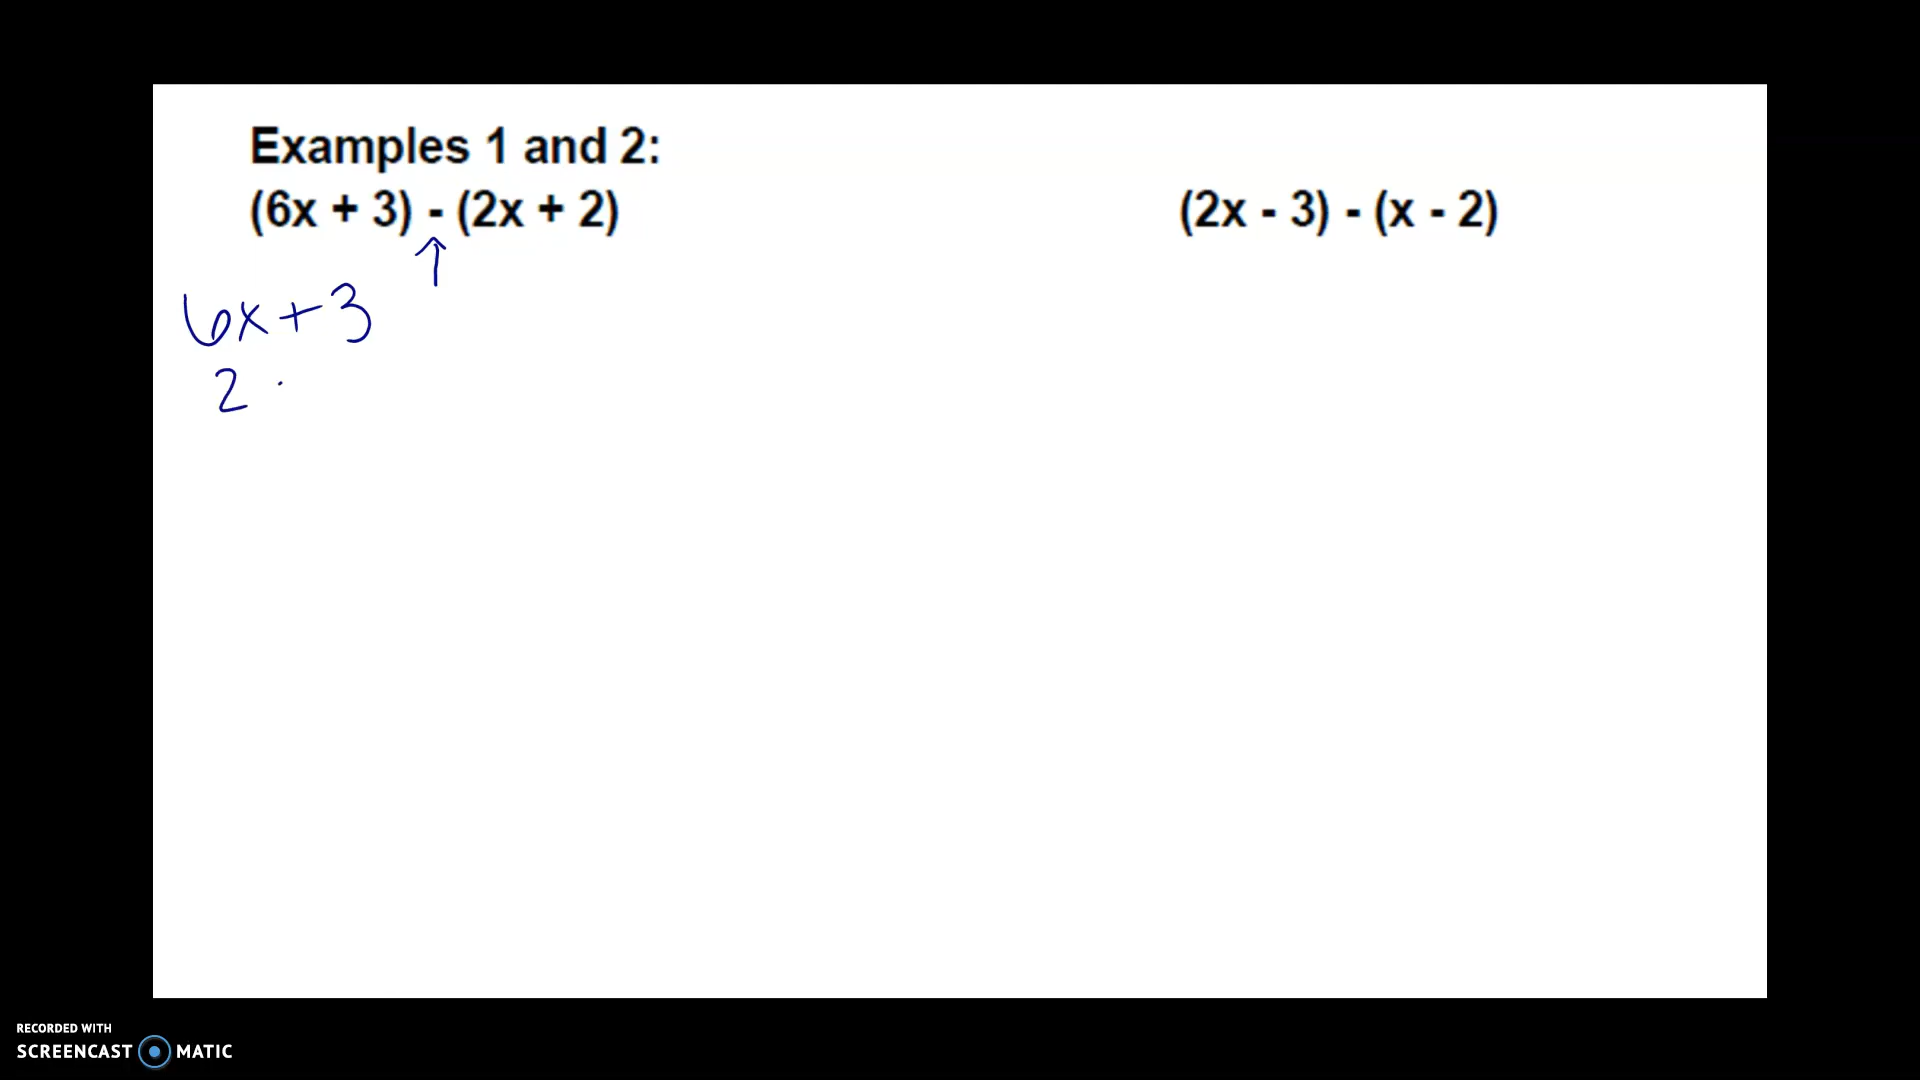 Examples 1 and 2:
(6x + 3) - (2x + 2)
(2x - 3) - (x - 2)
↑
6x+3
2
RECORDED WITH
SCREENCAST MATIC